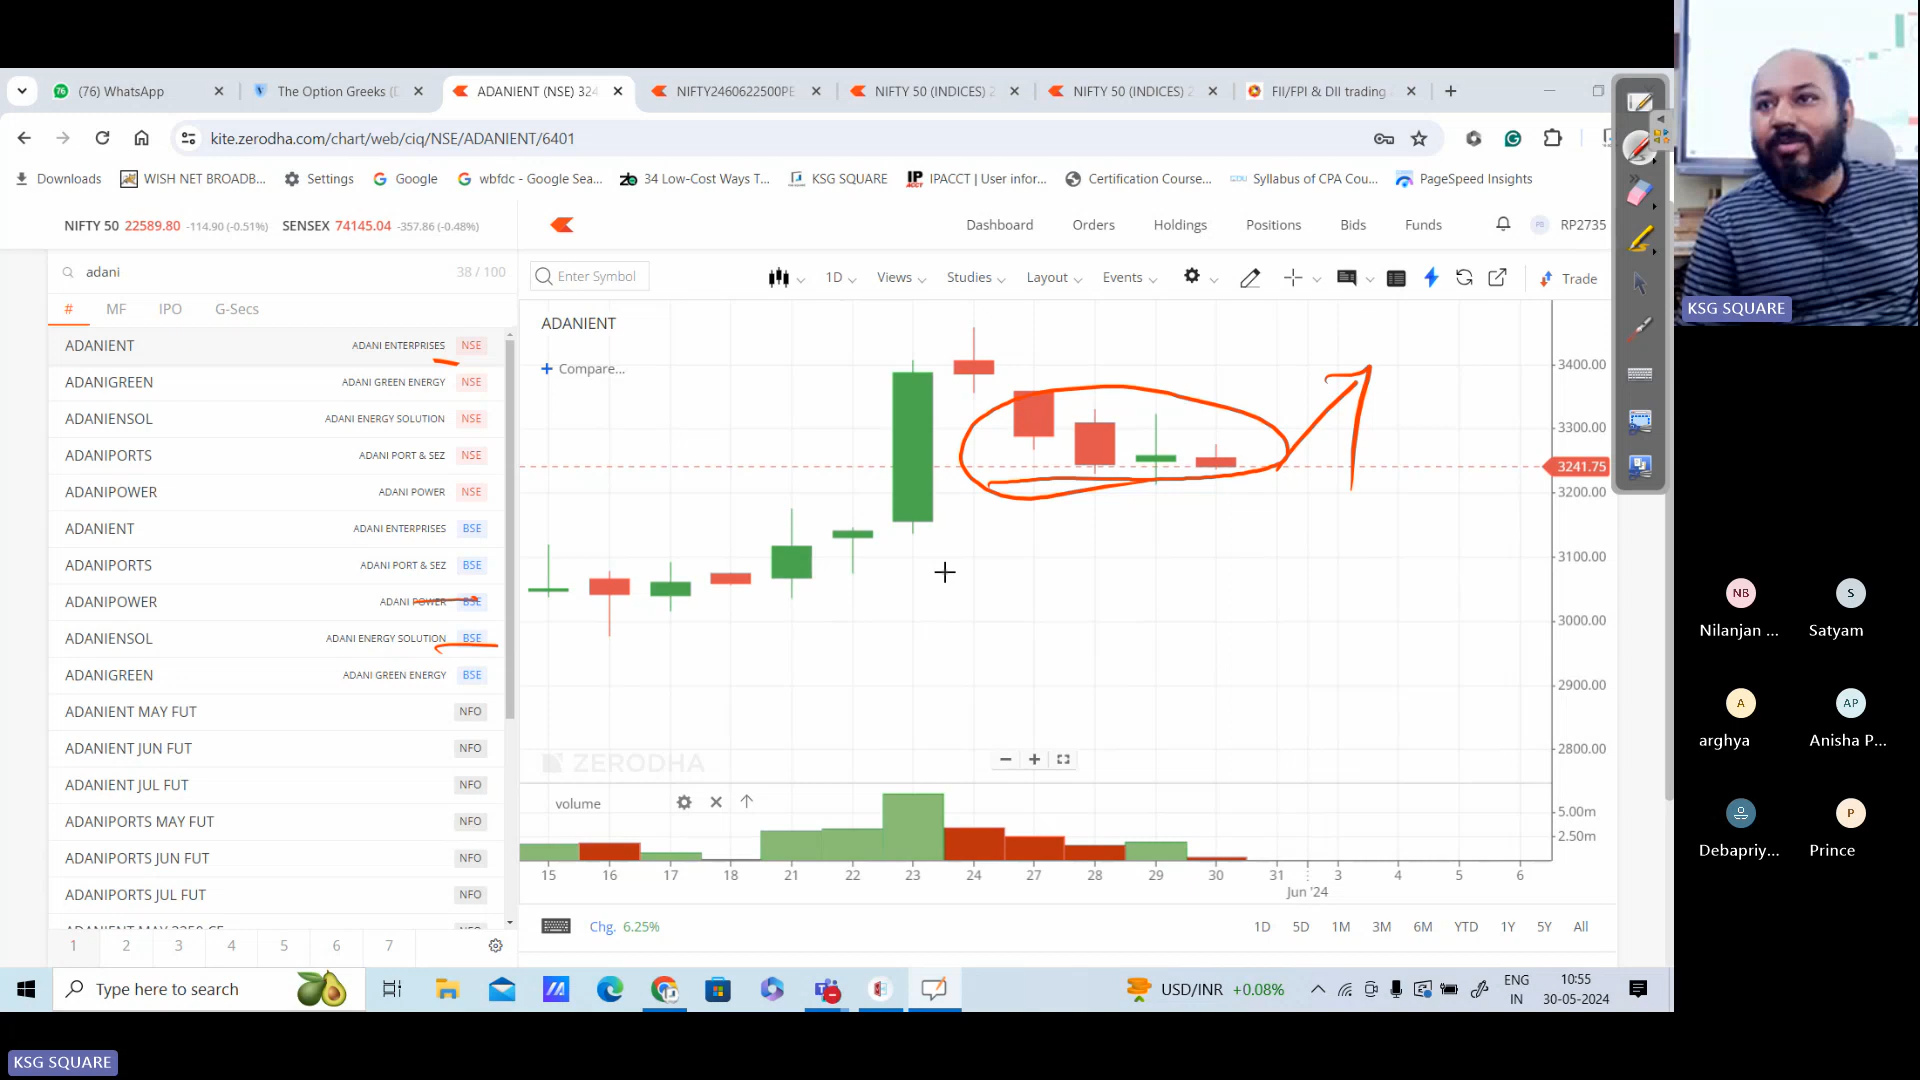 (76) WhatsApp
The Option Greeks (D
ADANIENT (NSE) 324
NIFTY2460622500PE
NIFTY 50 (INDICES) 2
NIFTY 50 (INDICES) 2
FII/FPI & DII trading
kite.zerodha.com/chart/web/ciq/NSE/ADANIENT/6401
Downloads
WISH NET BROADB...
Settings
Google
wbfdc - Google Sea...
34 Low-Cost Ways T...
KSG SQUARE
IPACCT | User infor...
Certification Course...
Syllabus of CPA Cou...
PageSpeed Insights
NIFTY 50 22589.80 -114.90 (-0.51%) SENSEX 74145.04 -357.86 (-0.48%)
Dashboard Orders Holdings Positions Bids Funds RP2735
adani 38 / 100
# MF IPO G-Secs
ADANIENT ADANI ENTERPRISES NSE
ADANIGREEN ADANI GREEN ENERGY NSE
ADANIENSOL ADANI ENERGY SOLUTION NSE
ADANIPORTS ADANI PORT & SEZ NSE
ADANIPOWER ADANI POWER NSE
ADANIENT ADANI ENTERPRISES BSE
ADANIPORTS ADANI PORT & SEZ BSE
ADANIPOWER ADANI POWER BSE
ADANIENSOL ADANI ENERGY SOLUTION BSE
ADANIGREEN ADANI GREEN ENERGY BSE
ADANIENT MAY FUT NFO
ADANIENT JUN FUT NFO
ADANIENT JUL FUT NFO
ADANIPORTS MAY FUT NFO
ADANIPORTS JUN FUT NFO
ADANIPORTS JUL FUT NFO
1 2 3 4 5 6 7
Enter Symbol
1D Views Studies Layout Events Trade
ADANIENT
+ Compare...
3400.00
3300.00
3241.75
3200.00
3100.00
3000.00
2900.00
2800.00
ZERODHA
volume
5.00m
2.50m
15 16 17 18 21 22 23 24 27 28 29 30 31 3 4 5 6
Jun '24
Chg. 6.25%
1D 5D 1M 3M 6M YTD 1Y 5Y All
Type here to search
USD/INR +0.08%
ENG
IN
10:55
30-05-2024
KSG SQUARE
NB
Nilanjan ...
S
Satyam
A
arghya
AP
Anisha P...
Debapriy...
P
Prince
KSG SQUARE